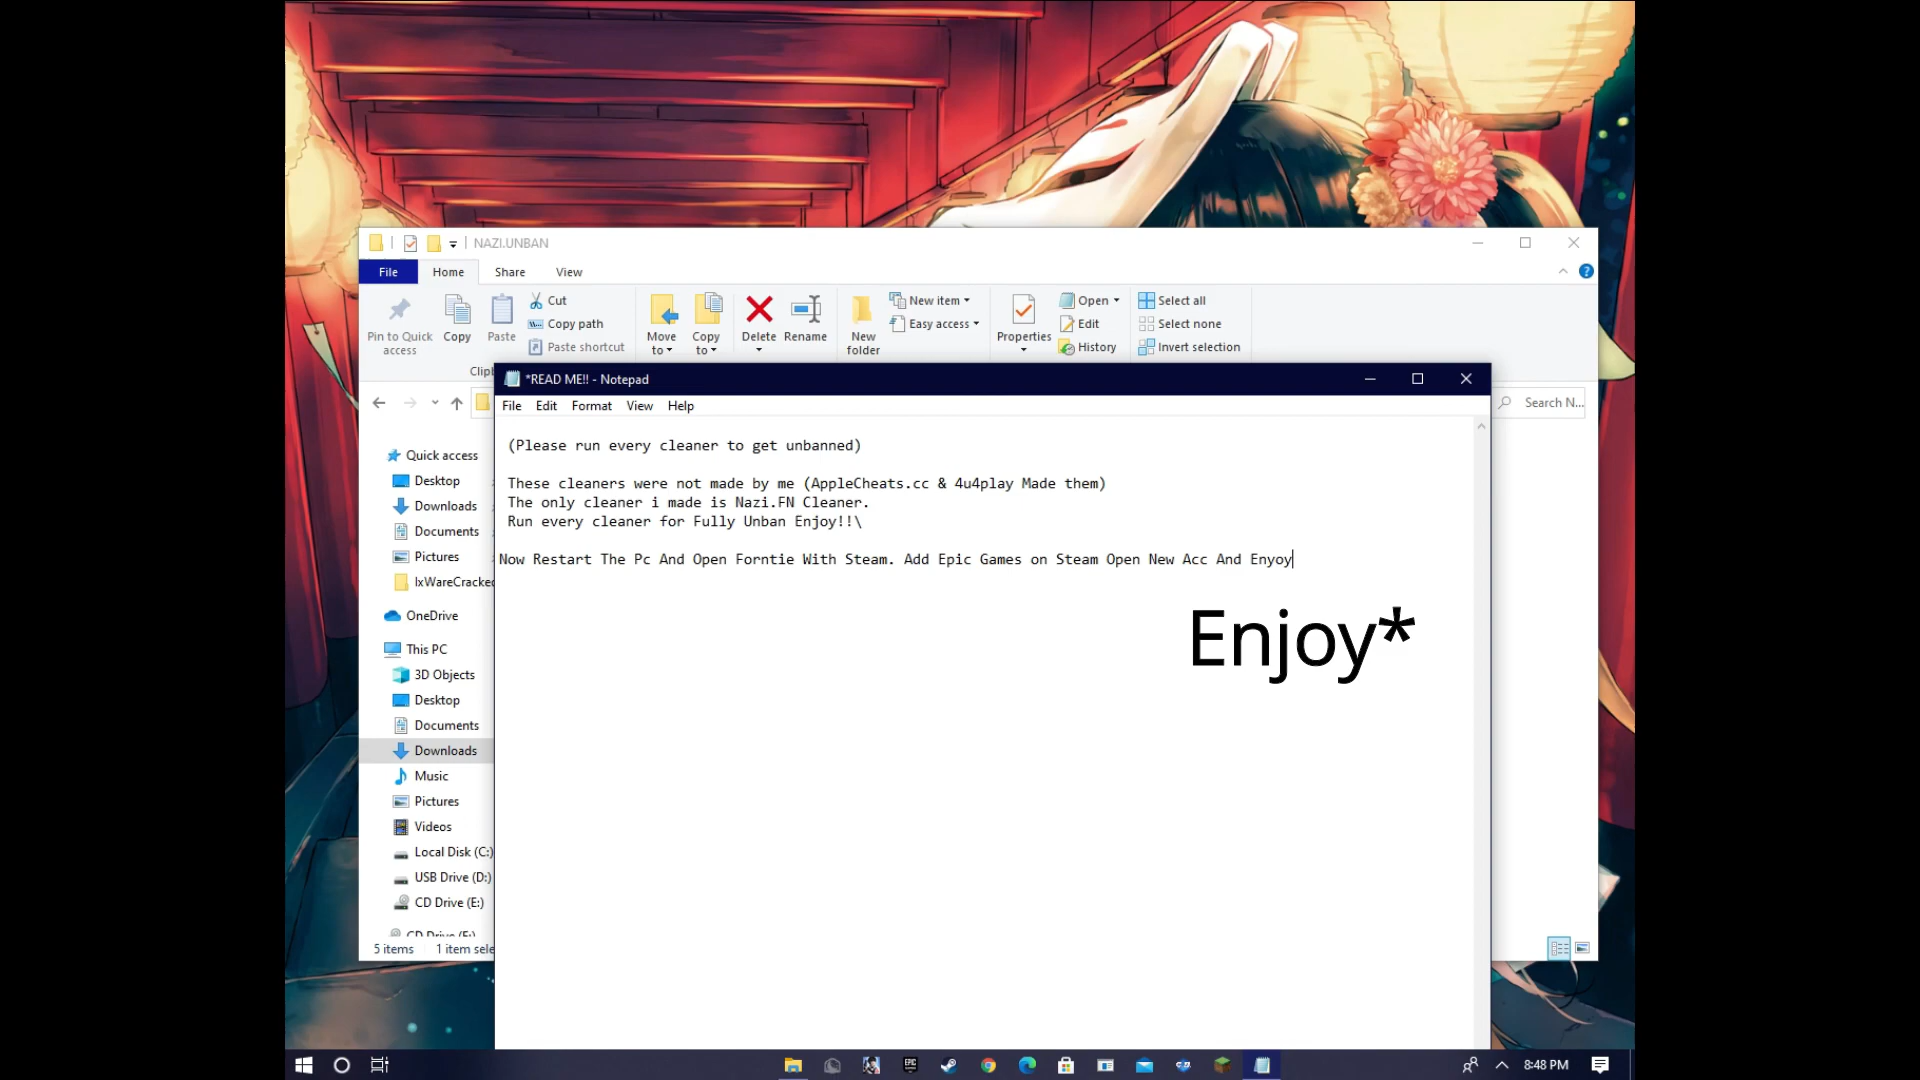 NAZI.UNBAN
File Home Share View
Pin to Quick access
Copy
Paste
Cut
Copy path
Paste shortcut
Move to
Copy to
Delete
Rename
New folder
New item
Easy access
Properties
Open
Edit
History
Select all
Select none
Invert selection
*READ ME!! - Notepad
File Edit Format View Help
Search N...
(Please run every cleaner to get unbanned)
These cleaners were not made by me (AppleCheats.cc & 4u4play Made them)
The only cleaner i made is Nazi.FN Cleaner.
Run every cleaner for Fully Unban Enjoy!!\
Now Restart The Pc And Open Forntie With Steam. Add Epic Games on Steam Open New Acc And Enyoy
Enjoy*
Quick access
Desktop
Downloads
Documents
Pictures
OneDrive
This PC
3D Objects
Desktop
Documents
Downloads
Music
Pictures
Videos
Local Disk (C:)
USB Drive (D:)
CD Drive (E:)
5 items 1 item sele
EPIC
8:48 PM